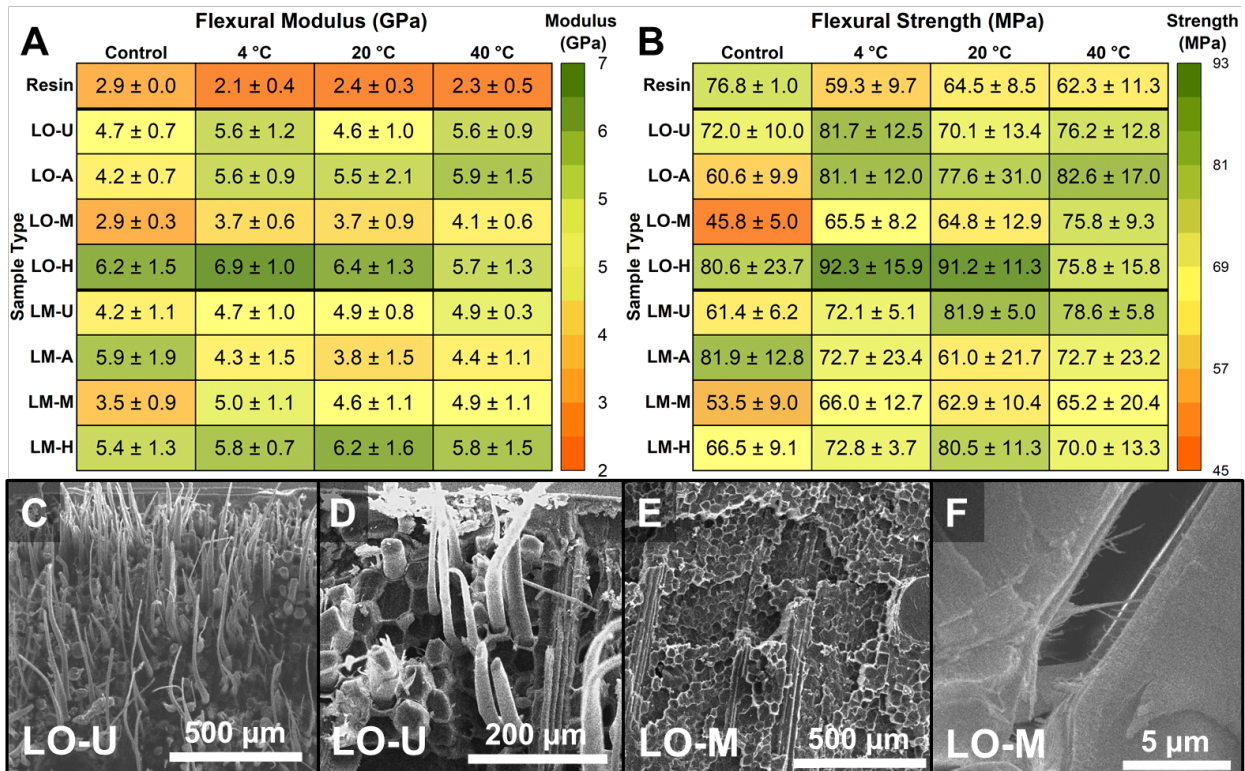 A
Flexural Modulus (GPa)
Modulus
(GPa)
Control 4 °C 20 °C 40 °C
Sample Type
Resin 2.9 ± 0.0 2.1 ± 0.4 2.4 ± 0.3 2.3 ± 0.5
LO-U 4.7 ± 0.7 5.6 ± 1.2 4.6 ± 1.0 5.6 ± 0.9
LO-A 4.2 ± 0.7 5.6 ± 0.9 5.5 ± 2.1 5.9 ± 1.5
LO-M 2.9 ± 0.3 3.7 ± 0.6 3.7 ± 0.9 4.1 ± 0.6
LO-H 6.2 ± 1.5 6.9 ± 1.0 6.4 ± 1.3 5.7 ± 1.3
LM-U 4.2 ± 1.1 4.7 ± 1.0 4.9 ± 0.8 4.9 ± 0.3
LM-A 5.9 ± 1.9 4.3 ± 1.5 3.8 ± 1.5 4.4 ± 1.1
LM-M 3.5 ± 0.9 5.0 ± 1.1 4.6 ± 1.1 4.9 ± 1.1
LM-H 5.4 ± 1.3 5.8 ± 0.7 6.2 ± 1.6 5.8 ± 1.5
7
6
5
5
4
3
2
B
Flexural Strength (MPa)
Strength
(MPa)
Control 4 °C 20 °C 40 °C
Sample Type
Resin 76.8 ± 1.0 59.3 ± 9.7 64.5 ± 8.5 62.3 ± 11.3
LO-U 72.0 ± 10.0 81.7 ± 12.5 70.1 ± 13.4 76.2 ± 12.8
LO-A 60.6 ± 9.9 81.1 ± 12.0 77.6 ± 31.0 82.6 ± 17.0
LO-M 45.8 ± 5.0 65.5 ± 8.2 64.8 ± 12.9 75.8 ± 9.3
LO-H 80.6 ± 23.7 92.3 ± 15.9 91.2 ± 11.3 75.8 ± 15.8
LM-U 61.4 ± 6.2 72.1 ± 5.1 81.9 ± 5.0 78.6 ± 5.8
LM-A 81.9 ± 12.8 72.7 ± 23.4 61.0 ± 21.7 72.7 ± 23.2
LM-M 53.5 ± 9.0 66.0 ± 12.7 62.9 ± 10.4 65.2 ± 20.4
LM-H 66.5 ± 9.1 72.8 ± 3.7 80.5 ± 11.3 70.0 ± 13.3
93
81
69
57
45
C
LO-U 500 µm
D
LO-U 200 µm
E
LO-M 500 µm
F
LO-M 5 µm